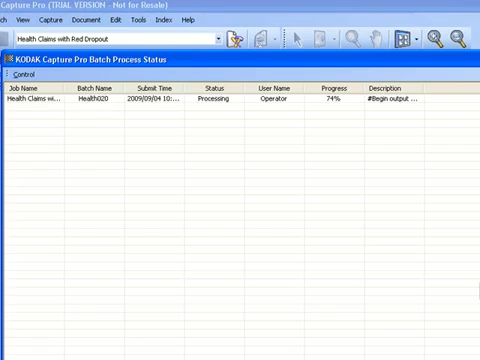 Capture Pro (TRIAL VERSION - Not for Resale)
ch View Capture Document Edit Tools Index Help
Health Claims with Red Dropout
KODAK Capture Pro Batch Process Status
Control
Job Name Batch Name Submit Time Status User Name Progress Description
Health Claims wi... Health020 2009/09/04 10:... Processing Operator 74% #Begin output ...